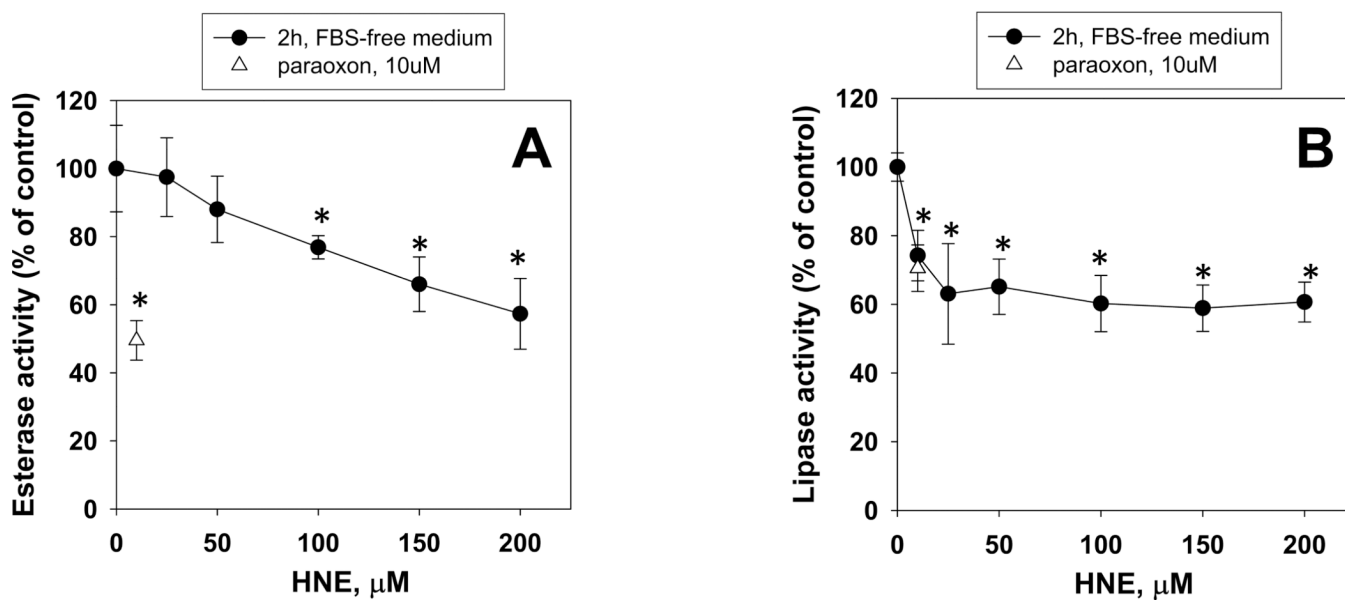 2h, FBS-free medium
paraoxon, 10uM
A
Esterase activity (% of control)
120
100
80
60
40
20
0
* * * *
0 50 100 150 200
HNE, μM
2h, FBS-free medium
paraoxon, 10uM
B
Lipase activity (% of control)
120
100
80
60
40
20
0
* * * * * *
0 50 100 150 200
HNE, μM